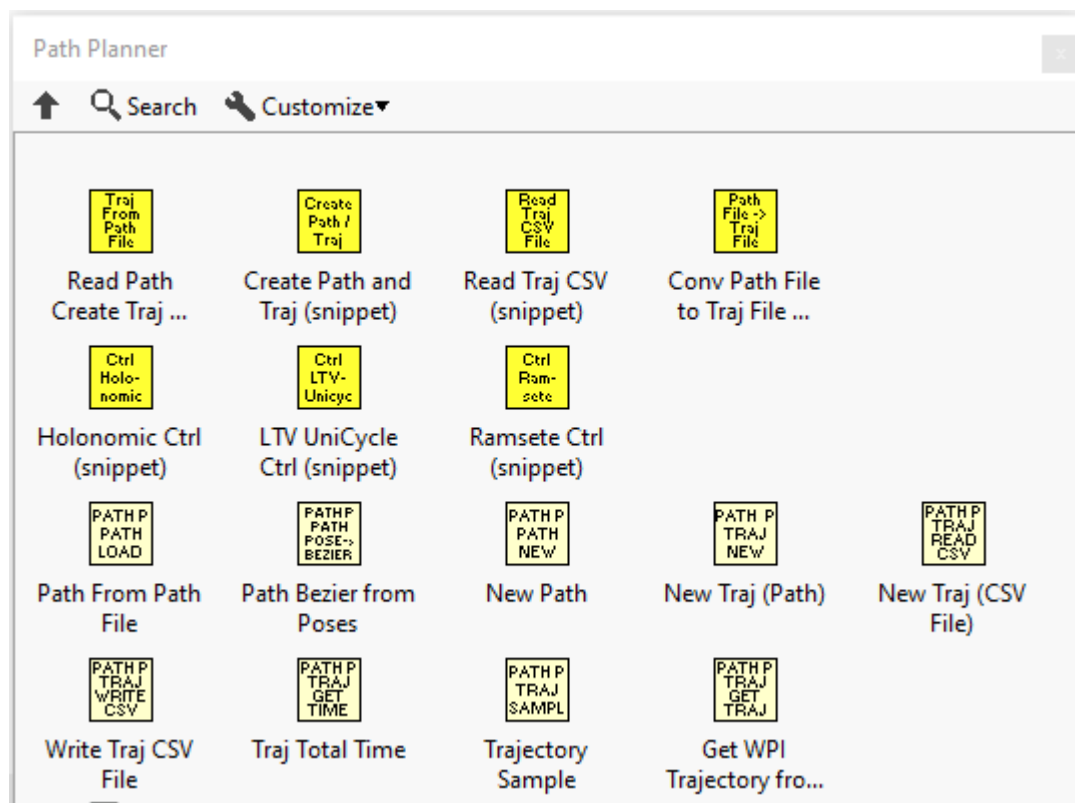 Path Planner
x
Search Customize
Traj
From
Path
File
Create
Path /
Traj
Read
Traj
CSV
File
Path
File ->
Traj
File
Read Path
Create Traj ...
Create Path and
Traj (snippet)
Read Traj CSV
(snippet)
Conv Path File
to Traj File ...
Ctrl
Holo-
nomic
Ctrl
LTV-
Unicyc
Ctrl
Ram-
sete
Holonomic Ctrl
(snippet)
LTV UniCycle
Ctrl (snippet)
Ramsete Ctrl
(snippet)
PATH P
PATH
LOAD
PATH P
PATH
POSE->
BEZIER
PATH P
PATH
NEW
PATH P
TRAJ
NEW
PATH P
TRAJ
READ
CSV
Path From Path
File
Path Bezier from
Poses
New Path
New Traj (Path)
New Traj (CSV
File)
PATH P
TRAJ
WRITE
CSV
PATH P
TRAJ
GET
TIME
PATH P
TRAJ
SAMPL
PATH P
TRAJ
GET
TRAJ
Write Traj CSV
File
Traj Total Time
Trajectory
Sample
Get WPI
Trajectory fro...